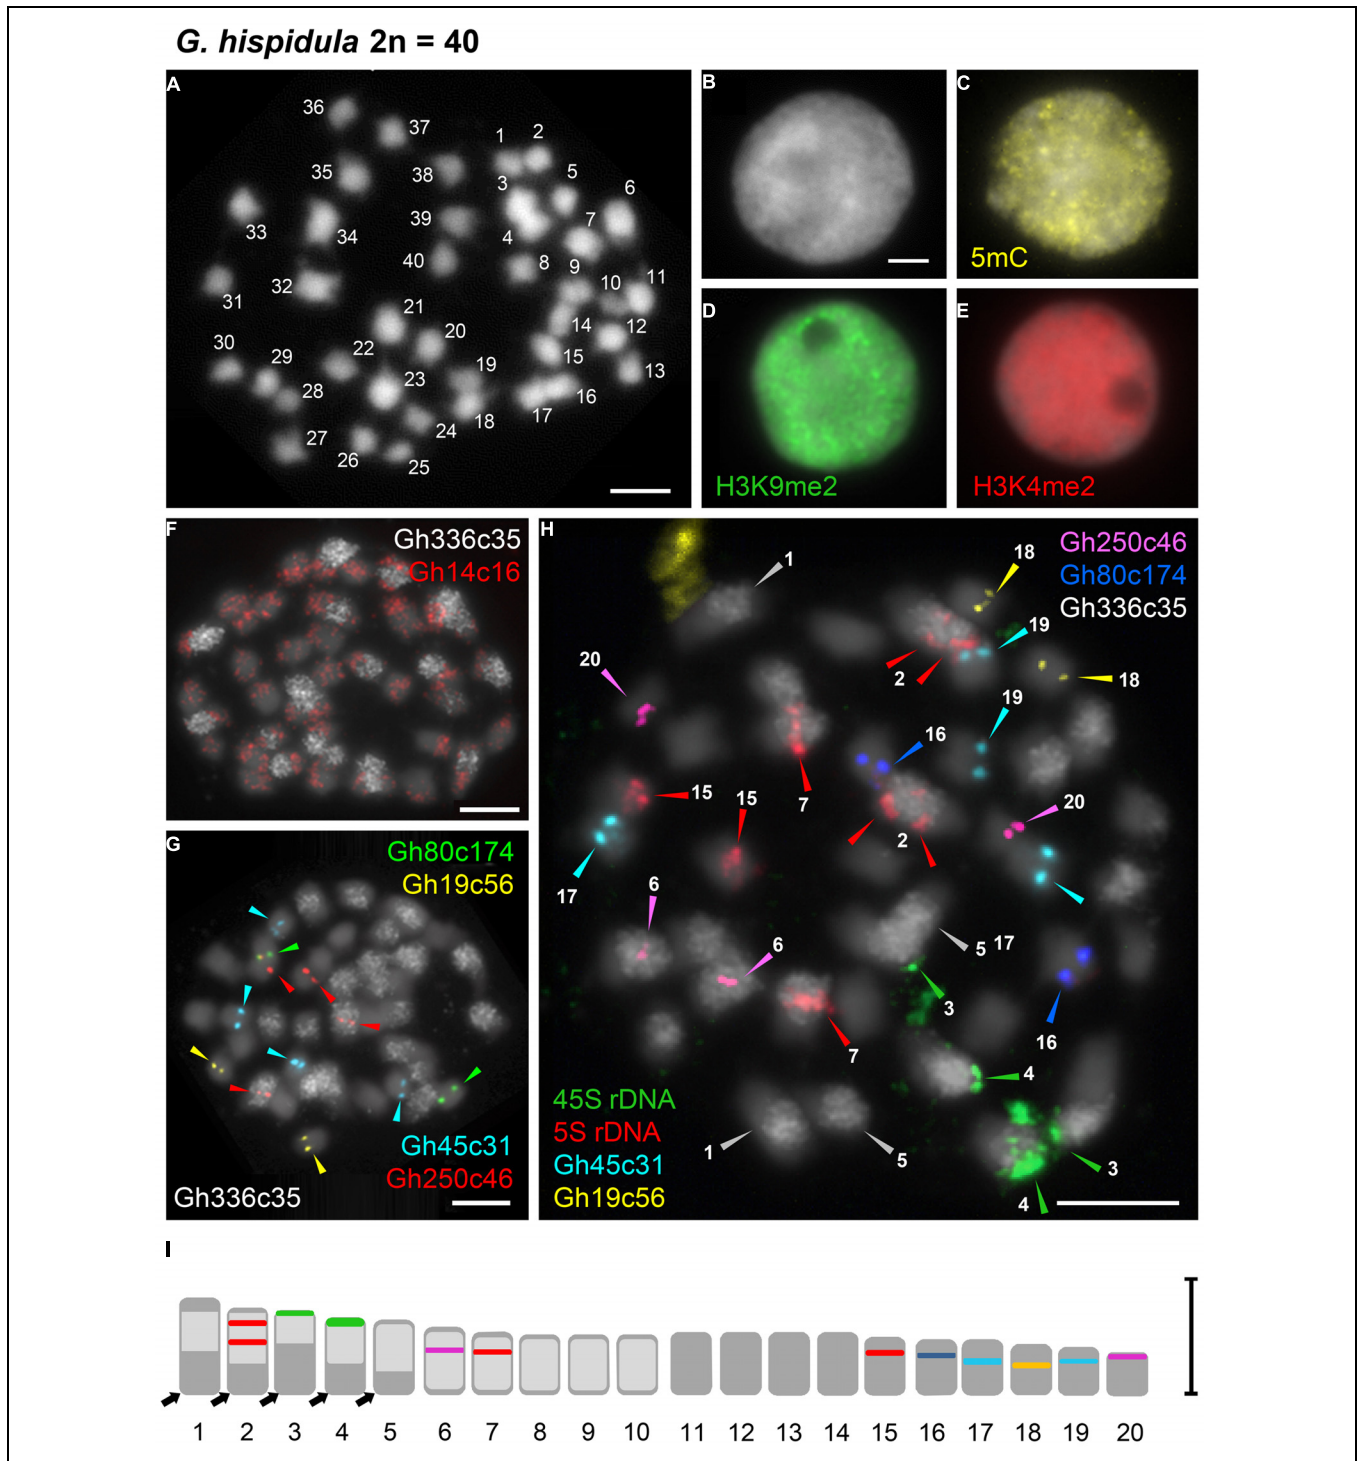 G. hispidula 2n = 40
A
36
37
1
2
35
38
5
3
6
33
34
39
7
4
40
8
9
10
11
31
32
21
14
12
30
29
22
20
15
13
28
23
19
16
17
18
24
27
26
25
B
C
5mC
D
H3K9me2
E
H3K4me2
F
Gh336c35
Gh14c16
G
Gh80c174
Gh19c56
Gh45c31
Gh250c46
Gh336c35
H
Gh250c46
Gh80c174
Gh336c35
1
18
19
2
20
18
19
16
15
15
7
20
2
17
6
6
5 17
3
16
7
4
1
5
3
4
45S rDNA
5S rDNA
Gh45c31
Gh19c56
I
1 2 3 4 5 6 7 8 9 10 11 12 13 14 15 16 17 18 19 20